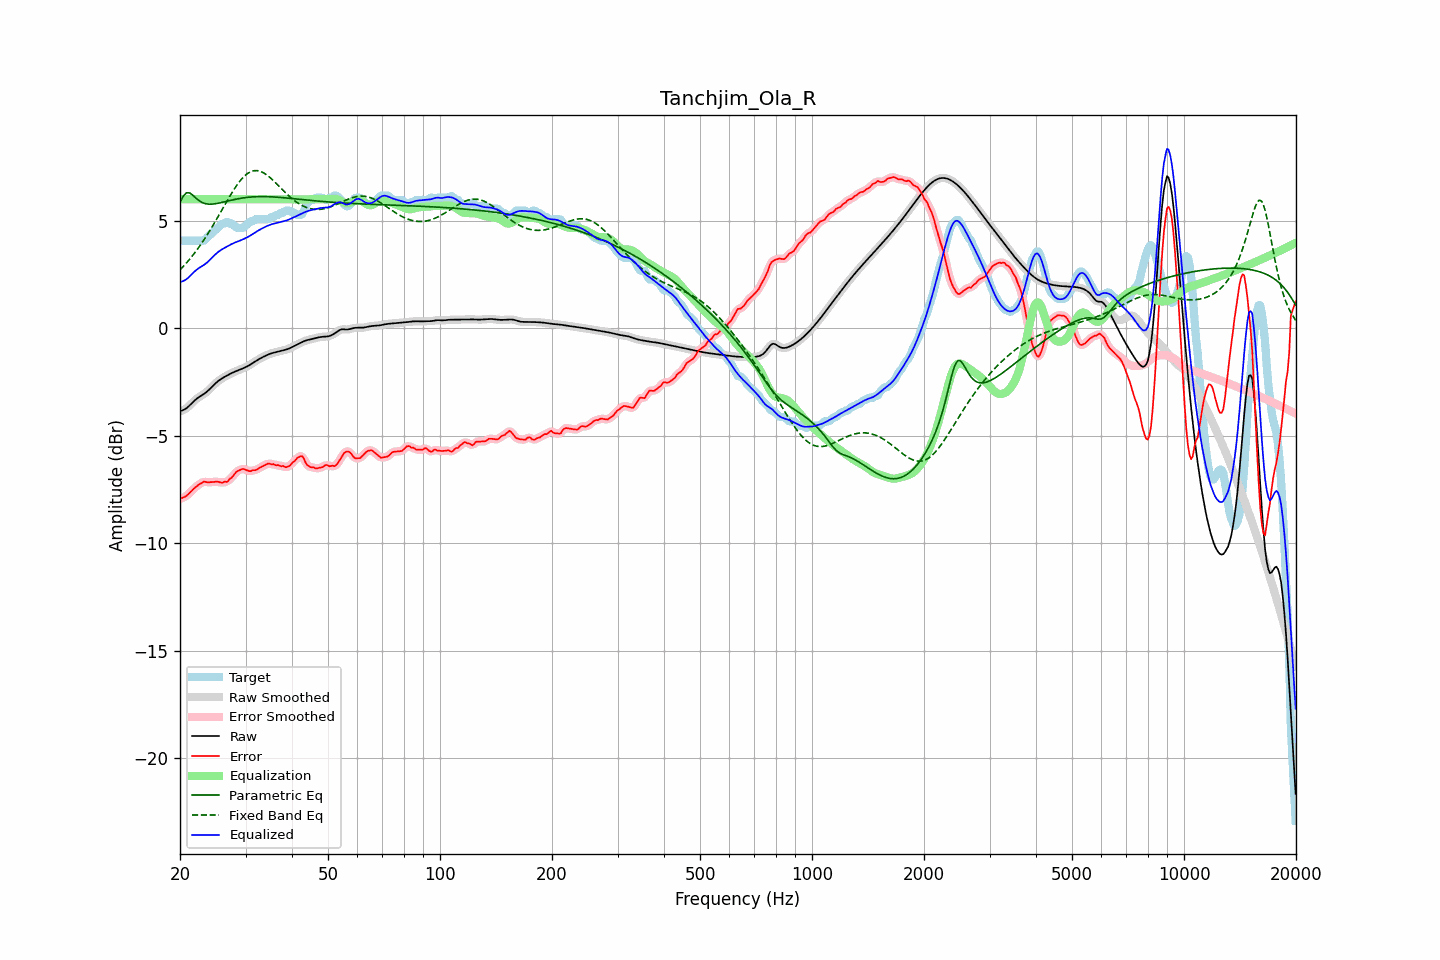 Tanchjim_Ola_R
Amplitude (dBr)
5
0
−5
−10
−15
−20
Target
Raw Smoothed
Error Smoothed
Raw
Error
Equalization
Parametric Eq
Fixed Band Eq
Equalized
20 50 100 200 500 1000 2000 5000 10000 20000
Frequency (Hz)